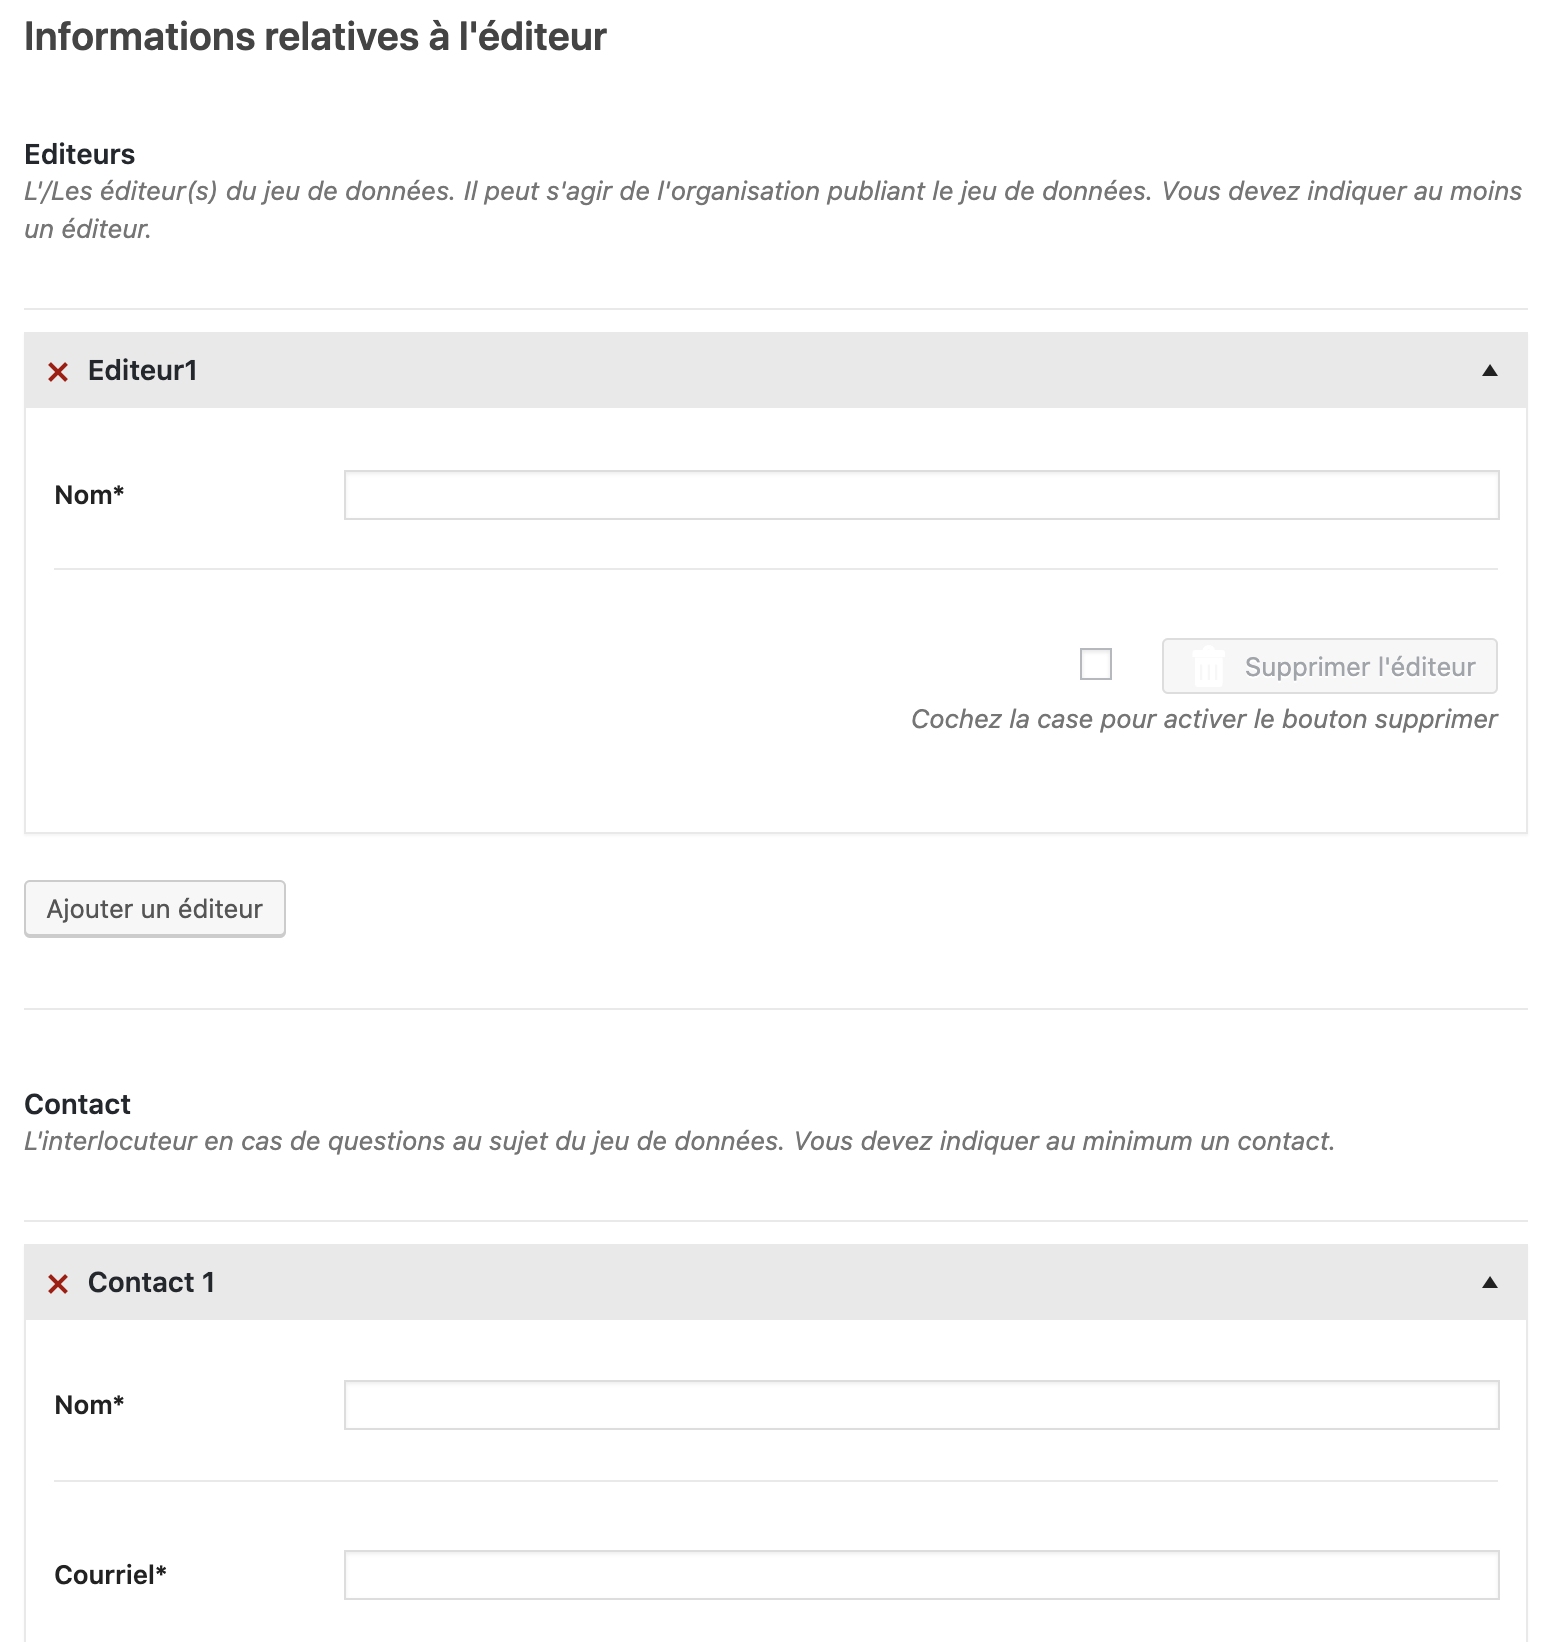 Informations relatives à l'éditeur
Editeurs
L'/Les éditeur(s) du jeu de données. Il peut s'agir de l'organisation publiant le jeu de données. Vous devez indiquer au moins
un éditeur.
Editeur1
Nom*
Supprimer l'éditeur
Cochez la case pour activer le bouton supprimer
Ajouter un éditeur
Contact
L'interlocuteur en cas de questions au sujet du jeu de données. Vous devez indiquer au minimum un contact.
Contact 1
Nom*
Courriel*